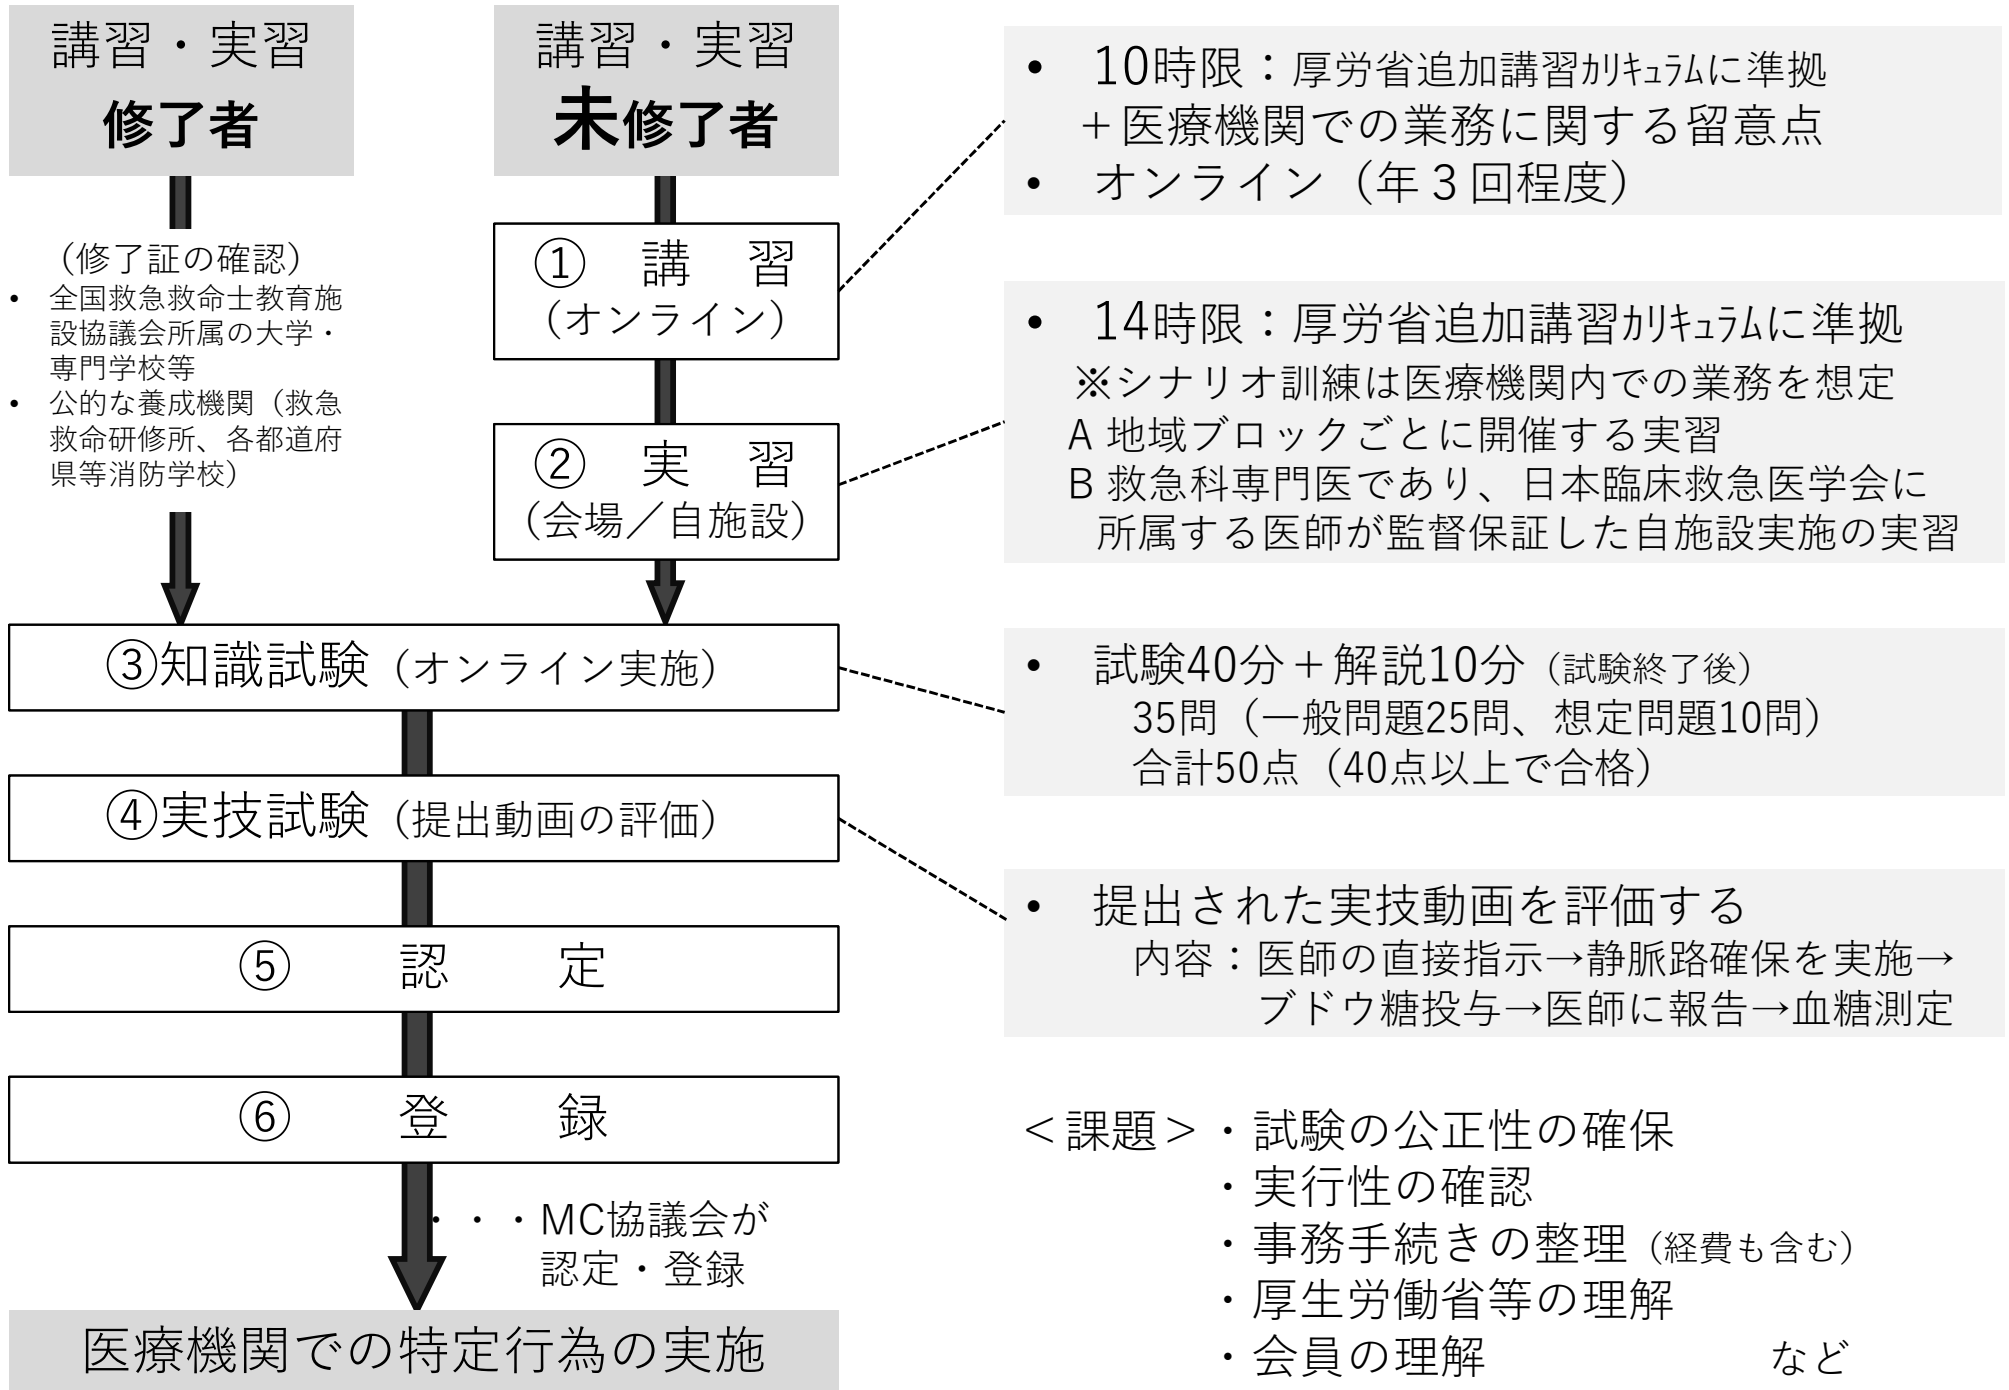 講習・実習
修了者
（修了証の確認）
• 全国救急救命士教育施
設協議会所属の大学・
専門学校等
• 公的な養成機関（救急
救命研修所、各都道府
県等消防学校）
講習・実習
未修了者
① 講 習
（オンライン）
② 実 習
（会場／自施設）
③知識試験（オンライン実施）
④実技試験（提出動画の評価）
⑤ 認 定
⑥ 登 録
・・・MC協議会が
認定・登録
医療機関での特定行為の実施
• 10時限：厚労省追加講習ｶﾘｷｭﾗﾑに準拠
＋医療機関での業務に関する留意点
• オンライン（年３回程度）
• 14時限：厚労省追加講習ｶﾘｷｭﾗﾑに準拠
※シナリオ訓練は医療機関内での業務を想定
A 地域ブロックごとに開催する実習
B 救急科専門医であり、日本臨床救急医学会に
所属する医師が監督保証した自施設実施の実習
• 試験40分＋解説10分（試験終了後）
35問（一般問題25問、想定問題10問）
合計50点（40点以上で合格）
• 提出された実技動画を評価する
内容：医師の直接指示→静脈路確保を実施→
ブドウ糖投与→医師に報告→血糖測定
＜課題＞・試験の公正性の確保
・実行性の確認
・事務手続きの整理（経費も含む）
・厚生労働省等の理解
・会員の理解 など